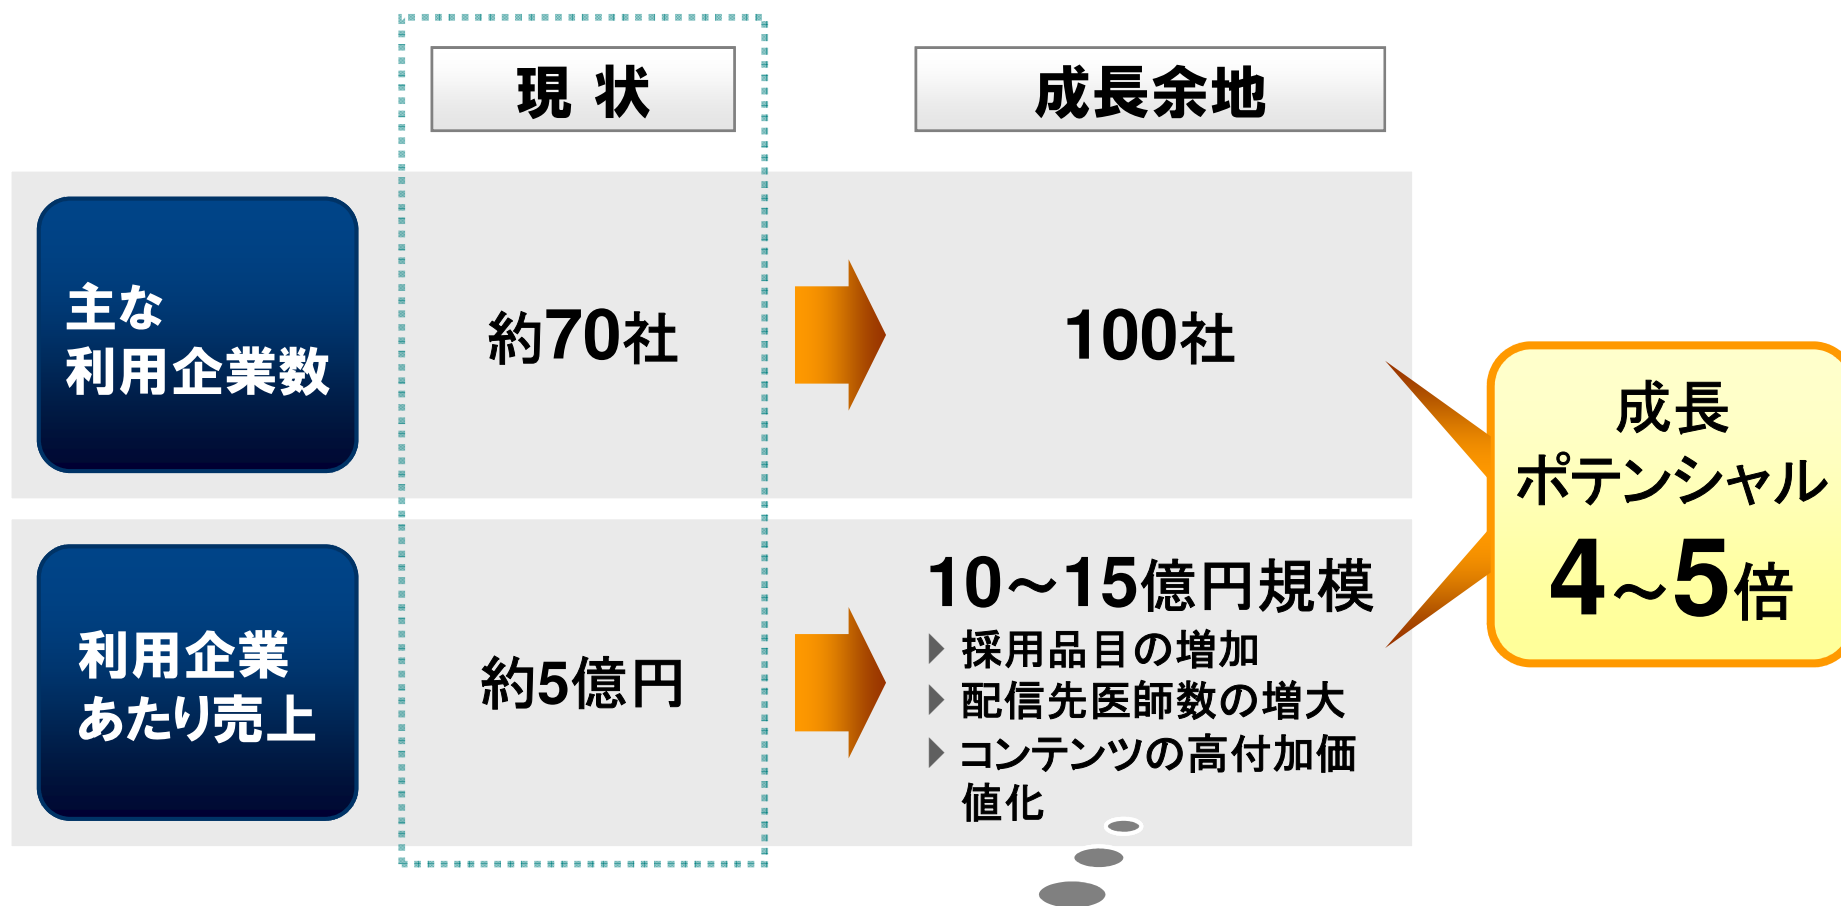 現 状
成長余地
主な
利用企業数
約70社
100社
成長
ポテンシャル
4～5倍
利用企業
あたり売上
約5億円
10～15億円規模
採用品目の増加
配信先医師数の増大
コンテンツの高付加価
値化